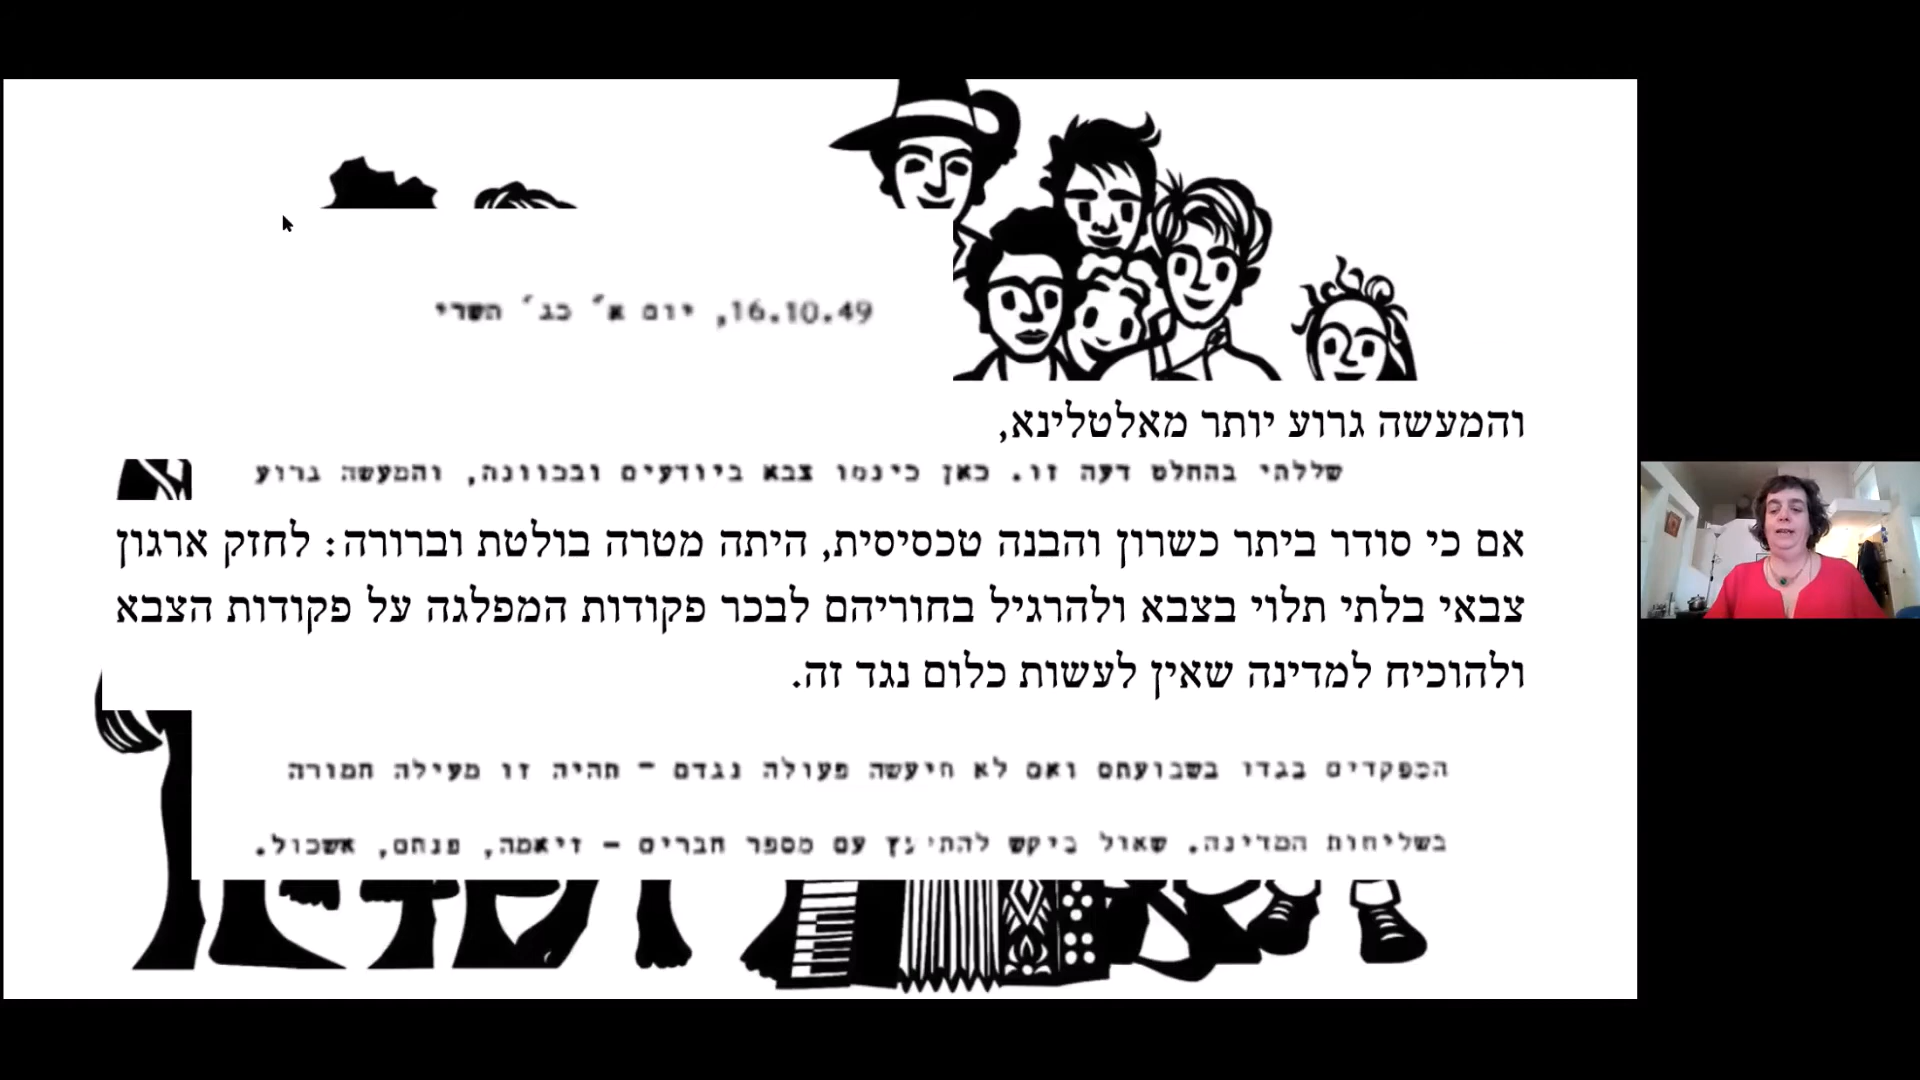 16.10.49, יום א׳ כג׳ תשרי
והמעשה גרוע יותר מאלטלינא,
שללתי בהחלט דעה זו. כאן כינסו צבא ביודעים ובכוונה, והמעשה גרוע
אם כי סודר ביתר כשרון והבנה טכסיסית, היתה מטרה בולטת וברורה: לחזק ארגון
צבאי בלתי תלוי בצבא ולהרגיל בחוריהם לבכר פקודות המפלגה על פקודות הצבא
ולהוכיח למדינה שאין לעשות כלום נגד זה.
המפקדים בגדו בשבועתם ואם לא תיעשה פעולה נגדם – תהיה זו מעילה חמורה
בשליחות המדינה. שאול ביקש להתיעץ עם מספר חברים – זיאמה, פנחס, אשכול.